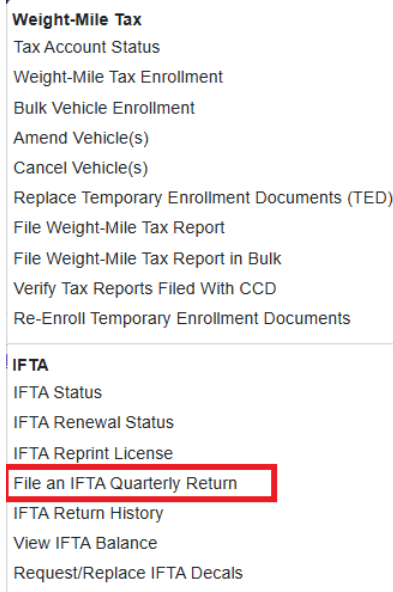 Weight-Mile Tax
Tax Account Status
Weight-Mile Tax Enrollment
Bulk Vehicle Enrollment
Amend Vehicle(s)
Cancel Vehicle(s)
Replace Temporary Enrollment Documents (TED)
File Weight-Mile Tax Report
File Weight-Mile Tax Report in Bulk
Verify Tax Reports Filed With CCD
Re-Enroll Temporary Enrollment Documents
IFTA
IFTA Status
IFTA Renewal Status
IFTA Reprint License
File an IFTA Quarterly Return
IFTA Return History
View IFTA Balance
Request/Replace IFTA Decals